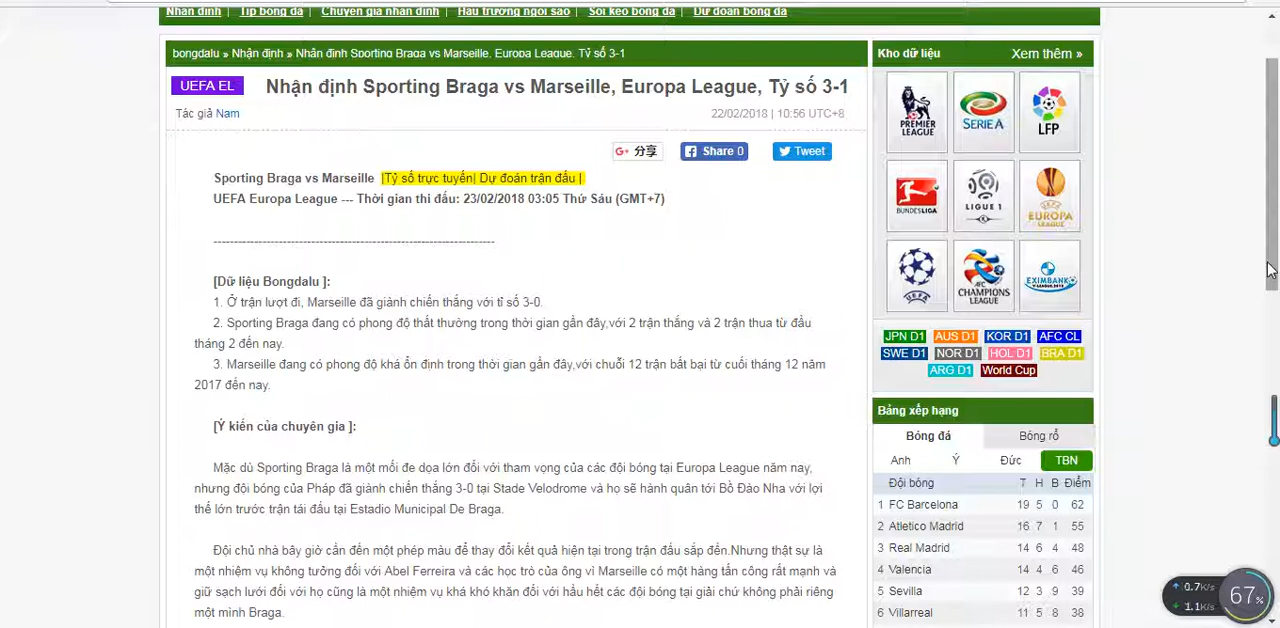 Nhận định | Tip bóng đá | Chuyên gia nhận định | Hậu trường ngôi sao | Soi kèo bóng đá | Dự đoán bóng đá
bongdalu » Nhận định » Nhận định Sporting Braga vs Marseille, Europa League, Tỷ số 3-1
UEFA EL Nhận định Sporting Braga vs Marseille, Europa League, Tỷ số 3-1
Tác giả Nam 22/02/2018 | 10:56 UTC+8
G+ 分享 Share 0 Tweet
Sporting Braga vs Marseille |Tỷ số trực tuyến| Dự đoán trận đấu |
UEFA Europa League --- Thời gian thi đấu: 23/02/2018 03:05 Thứ Sáu (GMT+7)
----------------------------------------------------------------------
[Dữ liệu Bongdalu ]:
1. Ở trận lượt đi, Marseille đã giành chiến thắng với tỉ số 3-0.
2. Sporting Braga đang có phong độ thất thường trong thời gian gần đây,với 2 trận thắng và 2 trận thua từ đầu
tháng 2 đến nay.
3. Marseille đang có phong độ khá ổn định trong thời gian gần đây,với chuỗi 12 trận bất bại từ cuối tháng 12 năm
2017 đến nay.
[Ý kiến của chuyên gia ]:
Mặc dù Sporting Braga là một mối đe dọa lớn đối với tham vọng của các đội bóng tại Europa League năm nay,
nhưng đội bóng của Pháp đã giành chiến thắng 3-0 tại Stade Velodrome và họ sẽ hành quân tới Bồ Đào Nha với lợi
thế lớn trước trận tái đấu tại Estadio Municipal De Braga.
Đội chủ nhà bây giờ cần đến một phép màu để thay đổi kết quả hiện tại trong trận đấu sắp đến.Nhưng thật sự là
một nhiệm vụ không tưởng đối với Abel Ferreira và các học trò của ông vì Marseille có một hàng tấn công rất mạnh và
giữ sạch lưới đối với họ cũng là một nhiệm vụ khá khó khăn đối với hầu hết các đội bóng tại giải chứ không phải riêng
một mình Braga.
Kho dữ liệu Xem thêm »
PREMIER LEAGUE
SERIE A
LFP
BUNDESLIGA
LIGUE 1
UEFA EUROPA LEAGUE
UEFA
AFC CHAMPIONS LEAGUE
EXIMBANK
JPN D1 AUS D1 KOR D1 AFC CL
SWE D1 NOR D1 HOL D1 BRA D1
ARG D1 World Cup
Bảng xếp hạng
Bóng đá Bóng rổ
Anh Ý Đức TBN
Đội bóng T H B Điểm
1 FC Barcelona 19 5 0 62
2 Atletico Madrid 16 7 1 55
3 Real Madrid 14 6 4 48
4 Valencia 14 4 6 46
5 Sevilla 12 3 9 39
6 Villarreal 11 5 8 38
0.7K/s
1.1K/s
67%